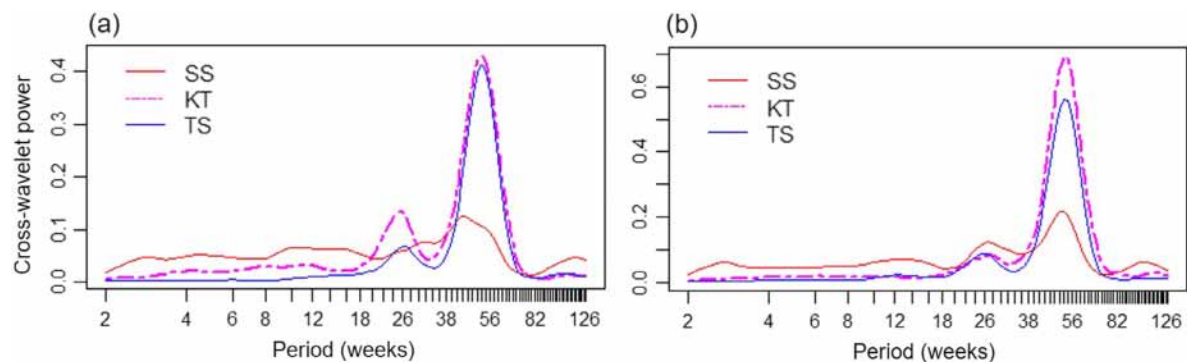 (a)
Cross-wavelet power
0.0 0.1 0.2 0.3 0.4
SS
KT
TS
2 4 6 8 12 18 26 38 56 82 126
Period (weeks)
(b)
0.0 0.2 0.4 0.6
SS
KT
TS
2 4 6 8 12 18 26 38 56 82 126
Period (weeks)